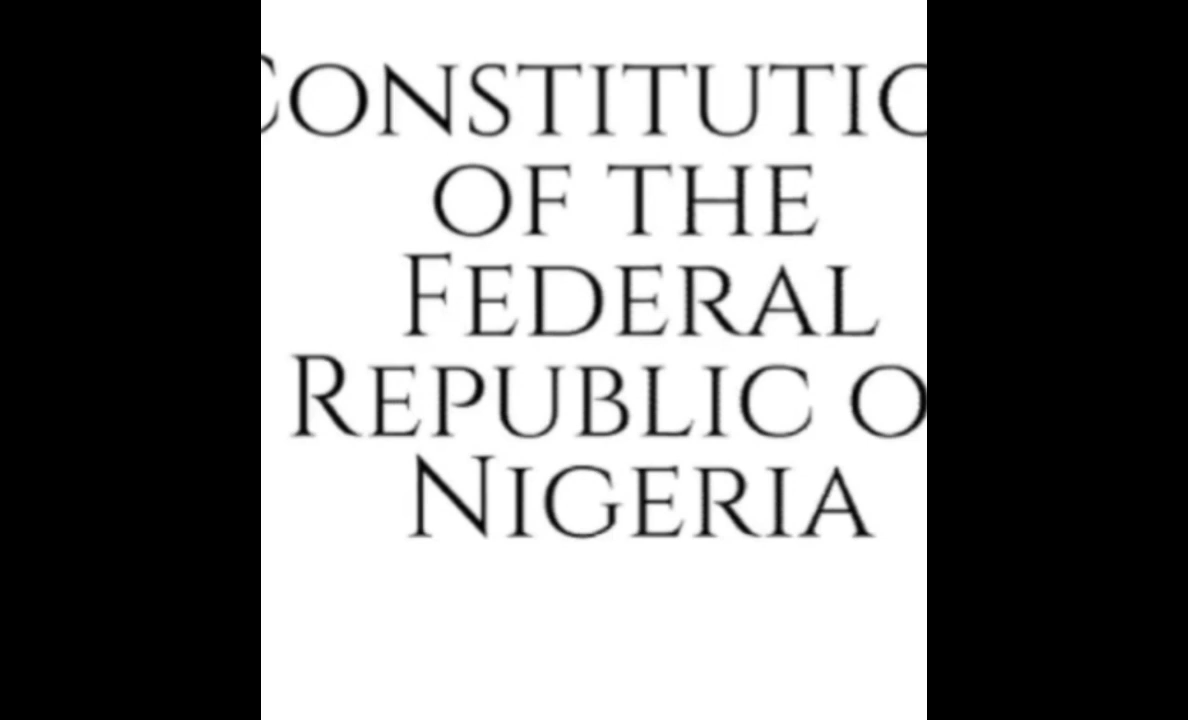 CONSTITUTIO
OF THE
FEDERAL
REPUBLIC O
NIGERIA